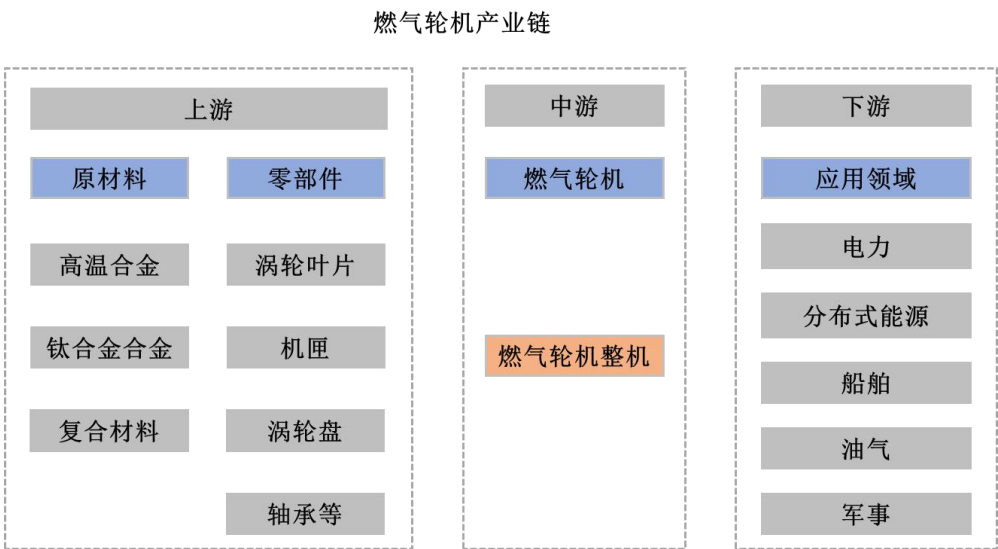 燃气轮机产业链
上游
原材料
零部件
高温合金
涡轮叶片
钛合金合金
机匣
复合材料
涡轮盘
轴承等
中游
燃气轮机
燃气轮机整机
下游
应用领域
电力
分布式能源
船舶
油气
军事